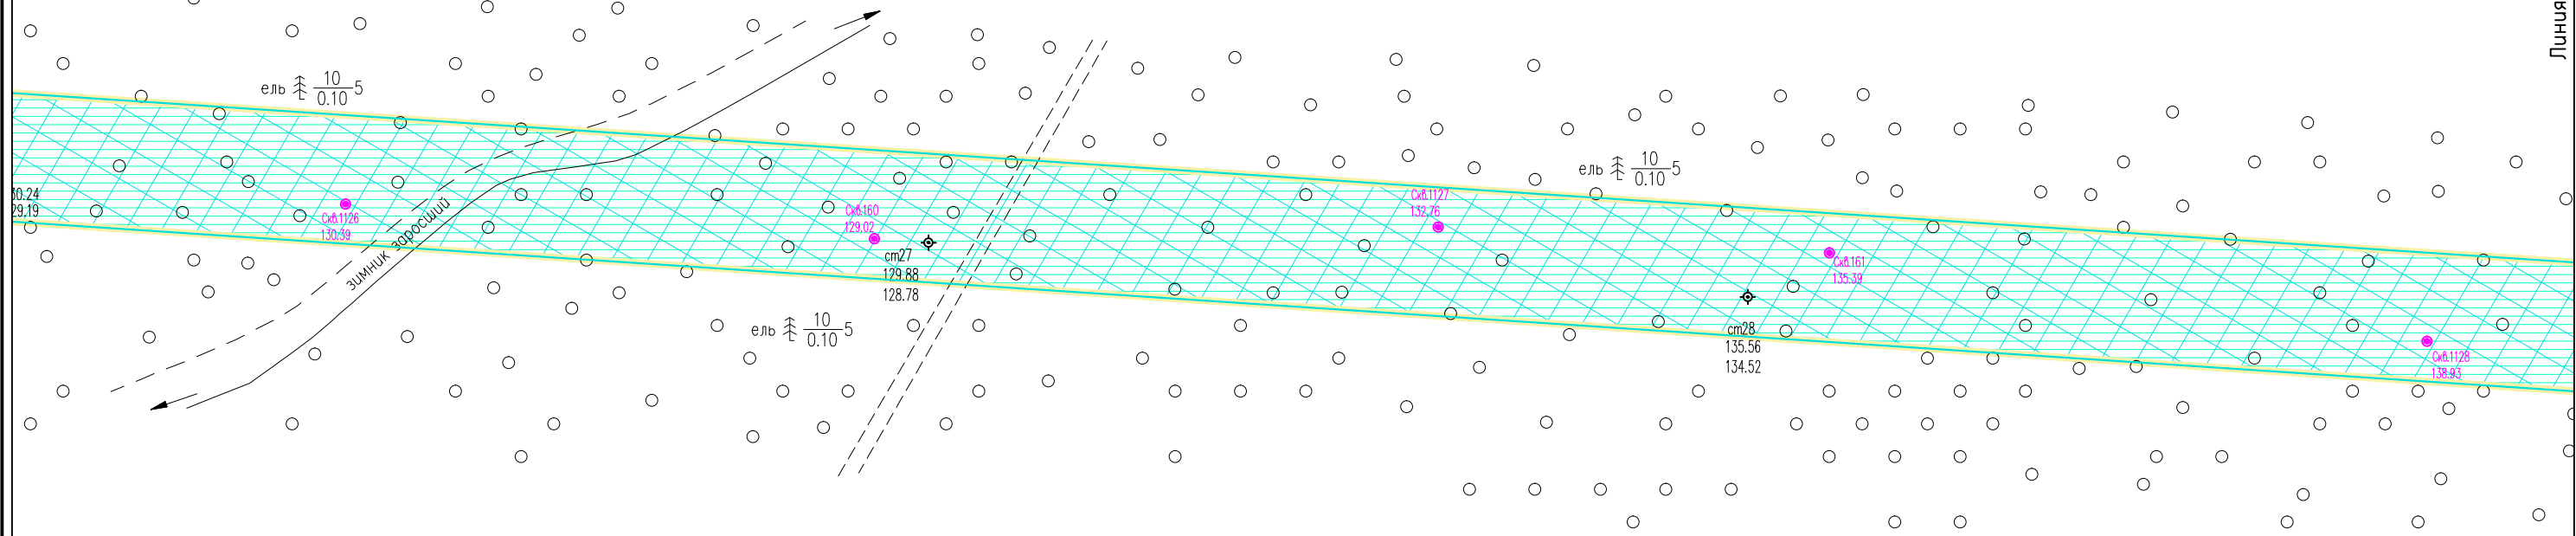 Линия
ель 10 5
0.10
30.24
29.19
Скв.1126
130.39
зимник заросший
Скв.160
129.02
ст27
129.88
128.78
ель 10 5
0.10
Скв.1127
132.76
ель 10 5
0.10
Скв.161
135.39
ст28
135.56
134.52
Скв.1128
138.93